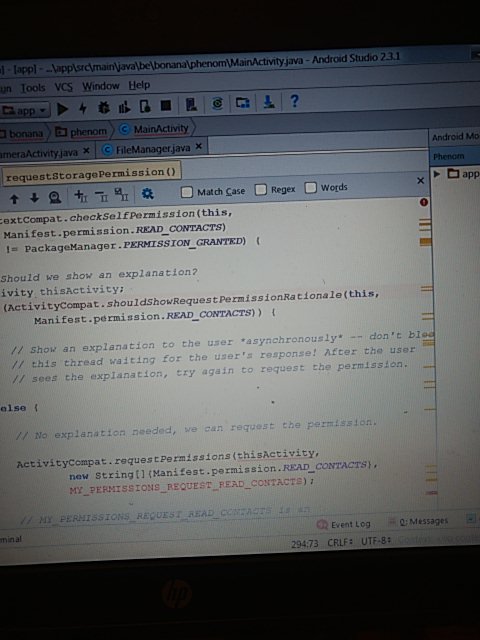 ] - [app] - ...\app\src\main\java\be\bonana\phenom\MainActivity.java - Android Studio 2.3.1
un Tools VCS Window Help
app
?
bonana phenom C MainActivity
ameraActivity.java × C FileManager.java ×
Android Mo
Phenom
app
requestStoragePermission()
Match Case Regex Words
textCompat.checkSelfPermission(this,
Manifest.permission.READ_CONTACTS)
!= PackageManager.PERMISSION_GRANTED) {
Should we show an explanation?
ivity thisActivity;
(ActivityCompat.shouldShowRequestPermissionRationale(this,
Manifest.permission.READ_CONTACTS)) {
// Show an explanation to the user *asynchronously* -- don't bloc
// this thread waiting for the user's response! After the user
// sees the explanation, try again to request the permission.
else {
// No explanation needed, we can request the permission.
ActivityCompat.requestPermissions(thisActivity,
new String[]{Manifest.permission.READ_CONTACTS},
MY_PERMISSIONS_REQUEST_READ_CONTACTS);
// MY_PERMISSIONS_REQUEST_READ_CONTACTS is an
minal
Event Log
0: Messages
294:73 CRLF UTF-8
hp